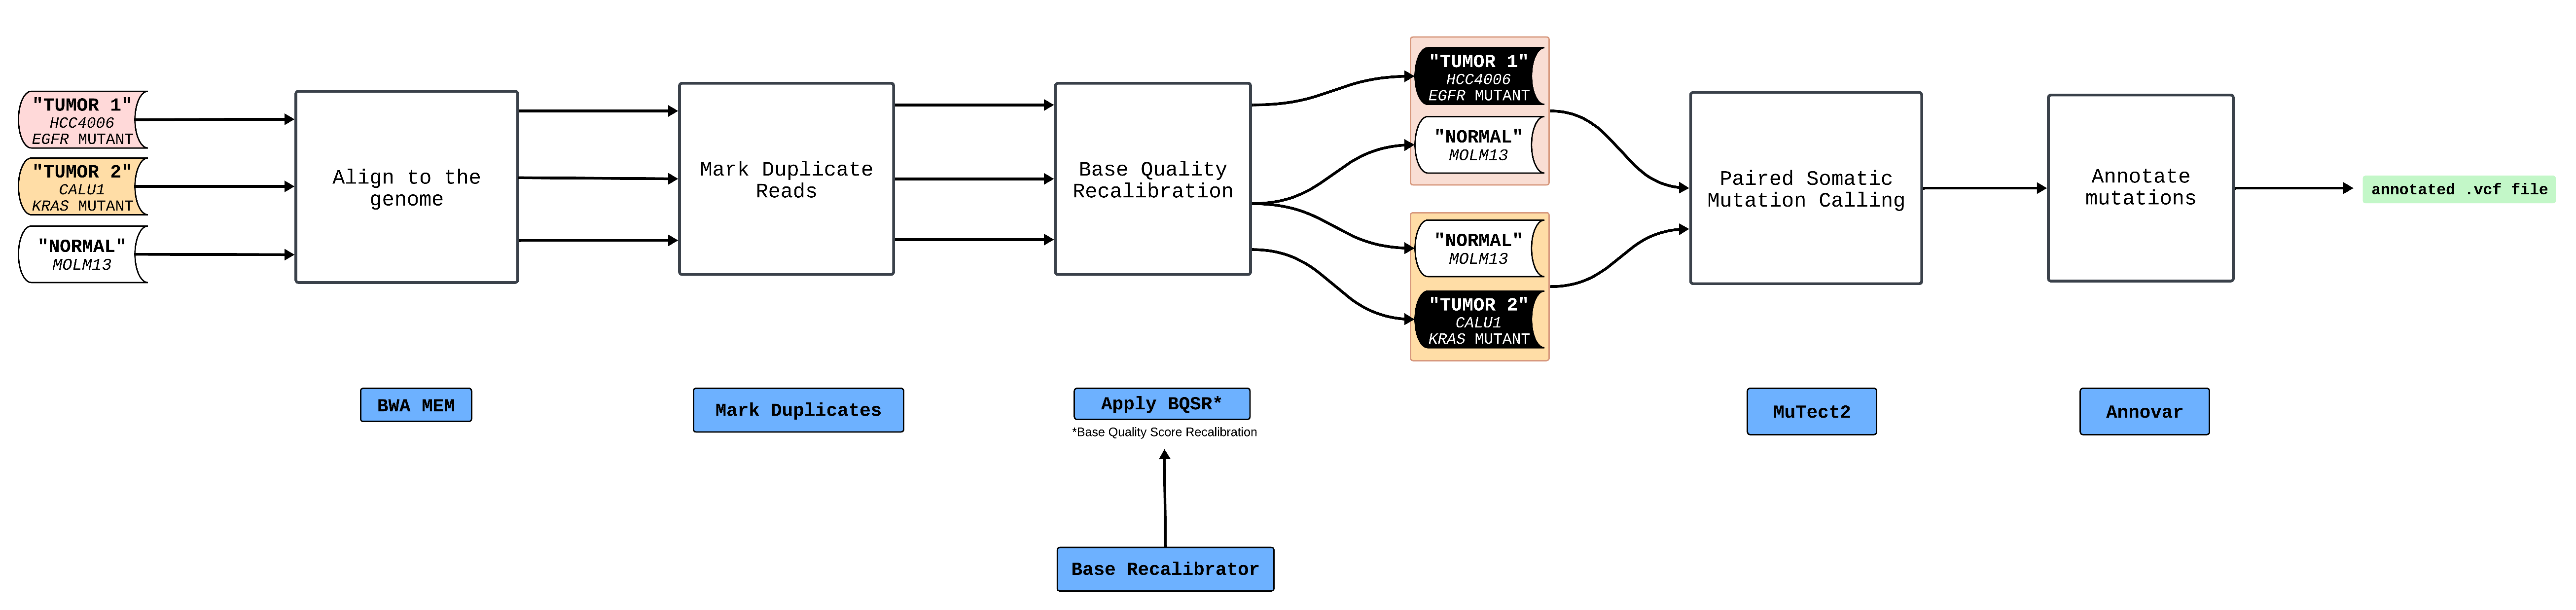 "TUMOR 1"
HCC4006
EGFR MUTANT
"TUMOR 2"
CALU1
KRAS MUTANT
"NORMAL"
MOLM13
Align to the
genome
Mark Duplicate
Reads
Base Quality
Recalibration
"TUMOR 1"
HCC4006
EGFR MUTANT
"NORMAL"
MOLM13
"NORMAL"
MOLM13
"TUMOR 2"
CALU1
KRAS MUTANT
Paired Somatic
Mutation Calling
Annotate
mutations
annotated .vcf file
BWA MEM
Mark Duplicates
Apply BQSR*
*Base Quality Score Recalibration
MuTect2
Annovar
Base Recalibrator